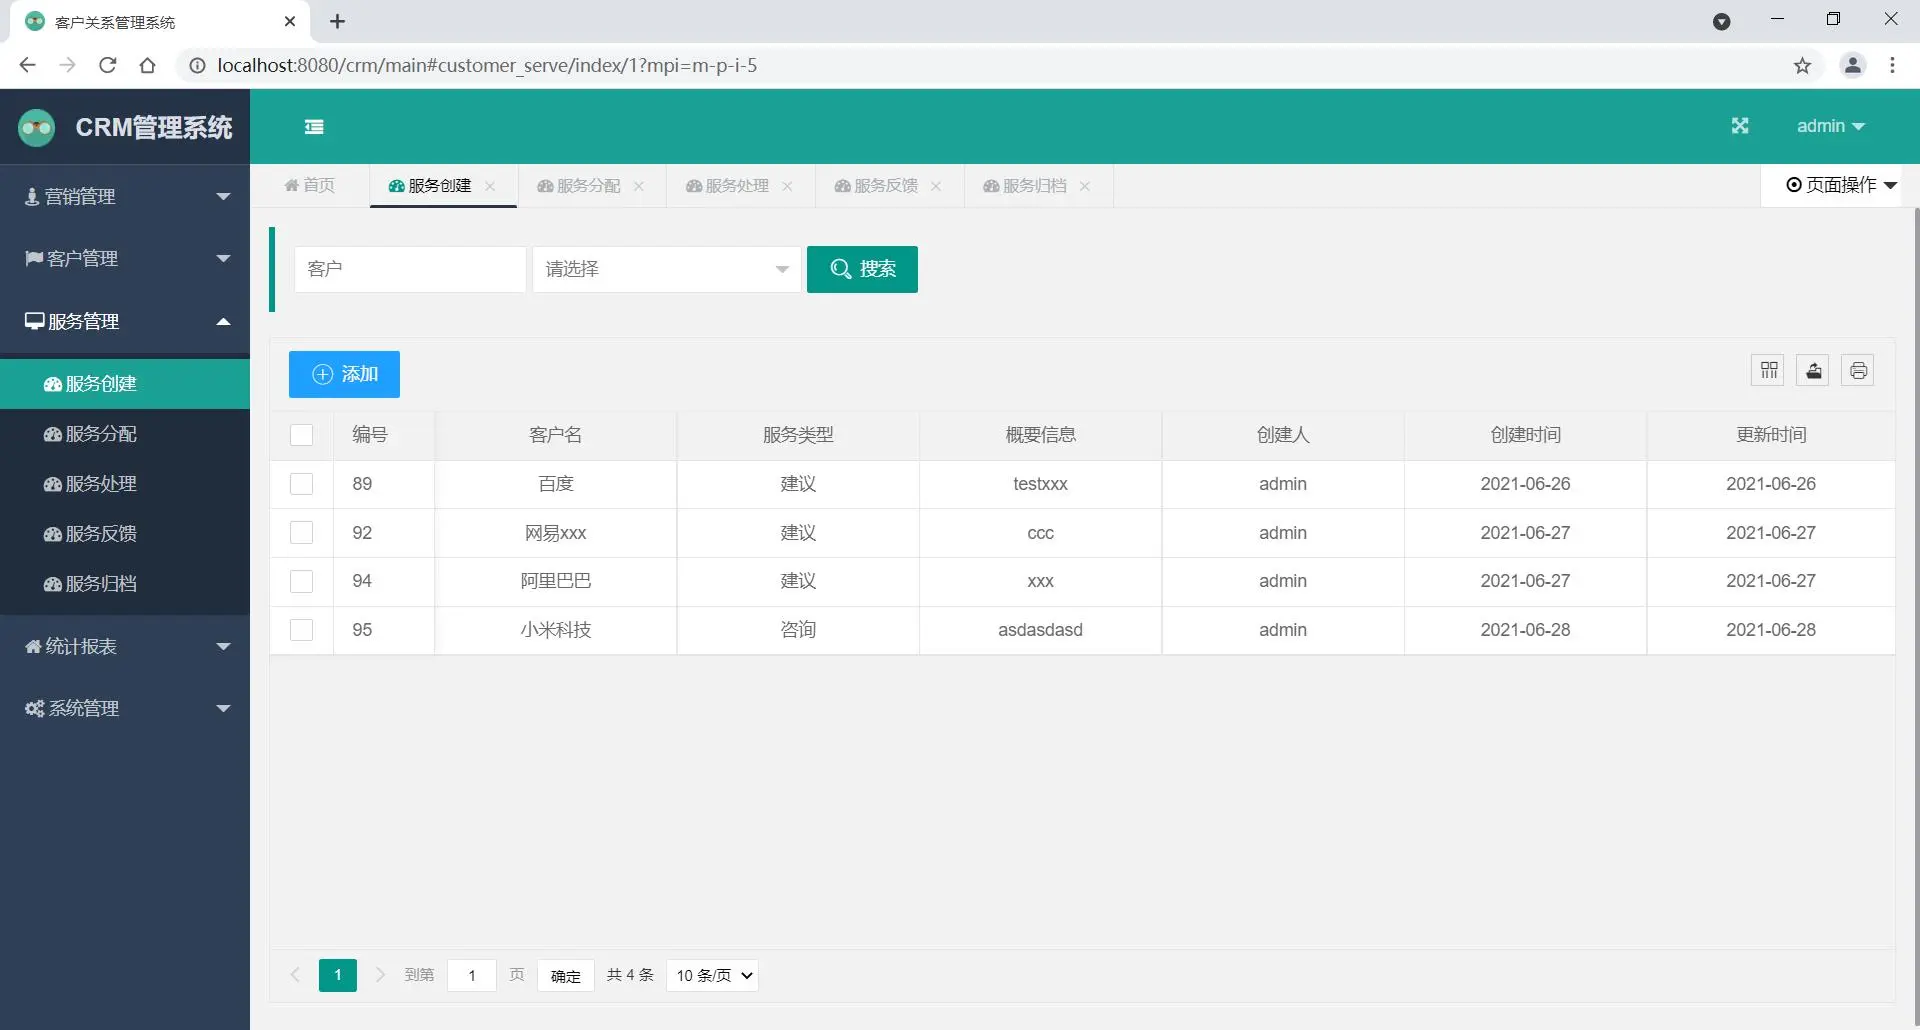 客户关系管理系统
localhost:8080/crm/main#customer_serve/index/1?mpi=m-p-i-5
CRM管理系统
admin
营销管理
客户管理
服务管理
服务创建
服务分配
服务处理
服务反馈
服务归档
统计报表
系统管理
首页 服务创建 服务分配 服务处理 服务反馈 服务归档 页面操作
客户 请选择 搜索
添加
编号 客户名 服务类型 概要信息 创建人 创建时间 更新时间
89 百度 建议 testxxx admin 2021-06-26 2021-06-26
92 网易xxx 建议 ccc admin 2021-06-27 2021-06-27
94 阿里巴巴 建议 xxx admin 2021-06-27 2021-06-27
95 小米科技 咨询 asdasdasd admin 2021-06-28 2021-06-28
1 到第 1 页 确定 共 4 条 10 条/页